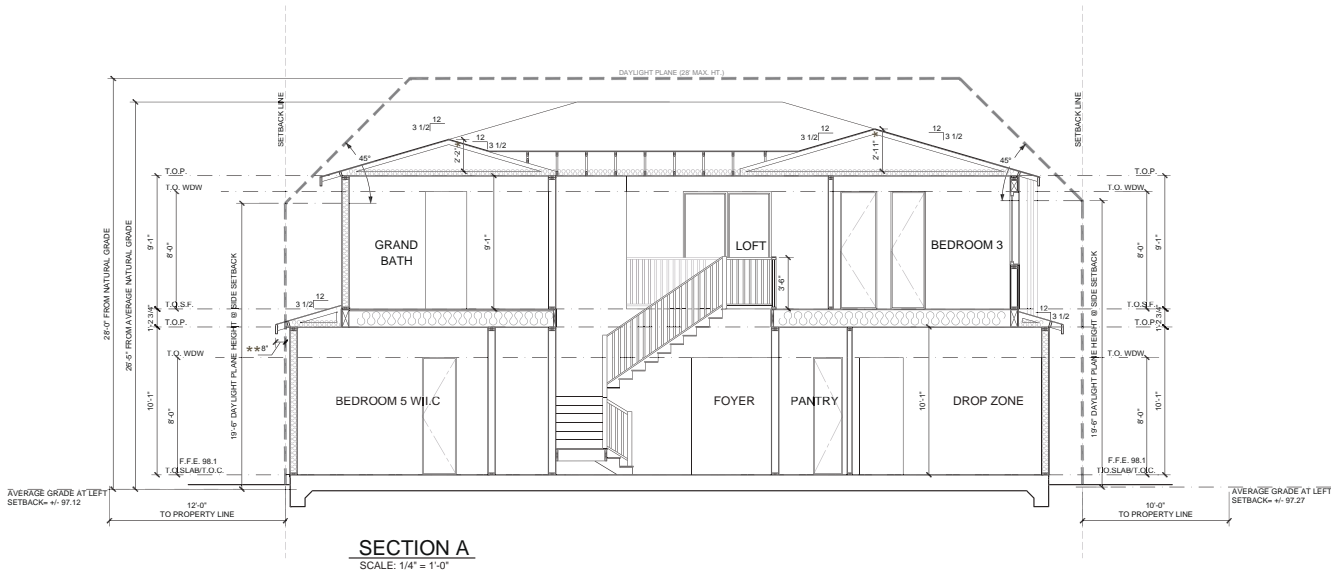 DAYLIGHT PLANE (28' MAX. HT.)
SETBACK LINE
SETBACK LINE
12
3 1/2
12
3 1/2
2'-2"*
12
3 1/2
2'-11"*
12
3 1/2
45°
45°
T.O.P.
T.O. WDW
T.O.P.
T.O. WDW
28'-0" FROM NATURAL GRADE
26'-5" FROM AVERAGE NATURAL GRADE
9'-1"
8'-0"
19'-6" DAYLIGHT PLANE HEIGHT @ SIDE SETBACK
GRAND
BATH
9'-1"
LOFT
3'-6"
BEDROOM 3
8'-0"
9'-1"
12
3 1/2
T.O.S.F.
1'-2 3/4"
T.O.P.
T.O. WDW
**8"
12
3 1/2
T.O.S.F.
1'-2 3/4"
T.O.P.
T.O. WDW
10'-1"
8'-0"
BEDROOM 5 W.I.C
FOYER
PANTRY
10'-1"
DROP ZONE
19'-6" DAYLIGHT PLANE HEIGHT @ SIDE SETBACK
8'-0"
10'-1"
F.F.E. 98.1
T.O.SLAB/T.O.C.
F.F.E. 98.1
T.O.SLAB/T.O.C.
AVERAGE GRADE AT LEFT
SETBACK= +/- 97.12
12'-0"
TO PROPERTY LINE
10'-0"
TO PROPERTY LINE
AVERAGE GRADE AT LEFT
SETBACK= +/- 97.27
SECTION A
SCALE: 1/4" = 1'-0"